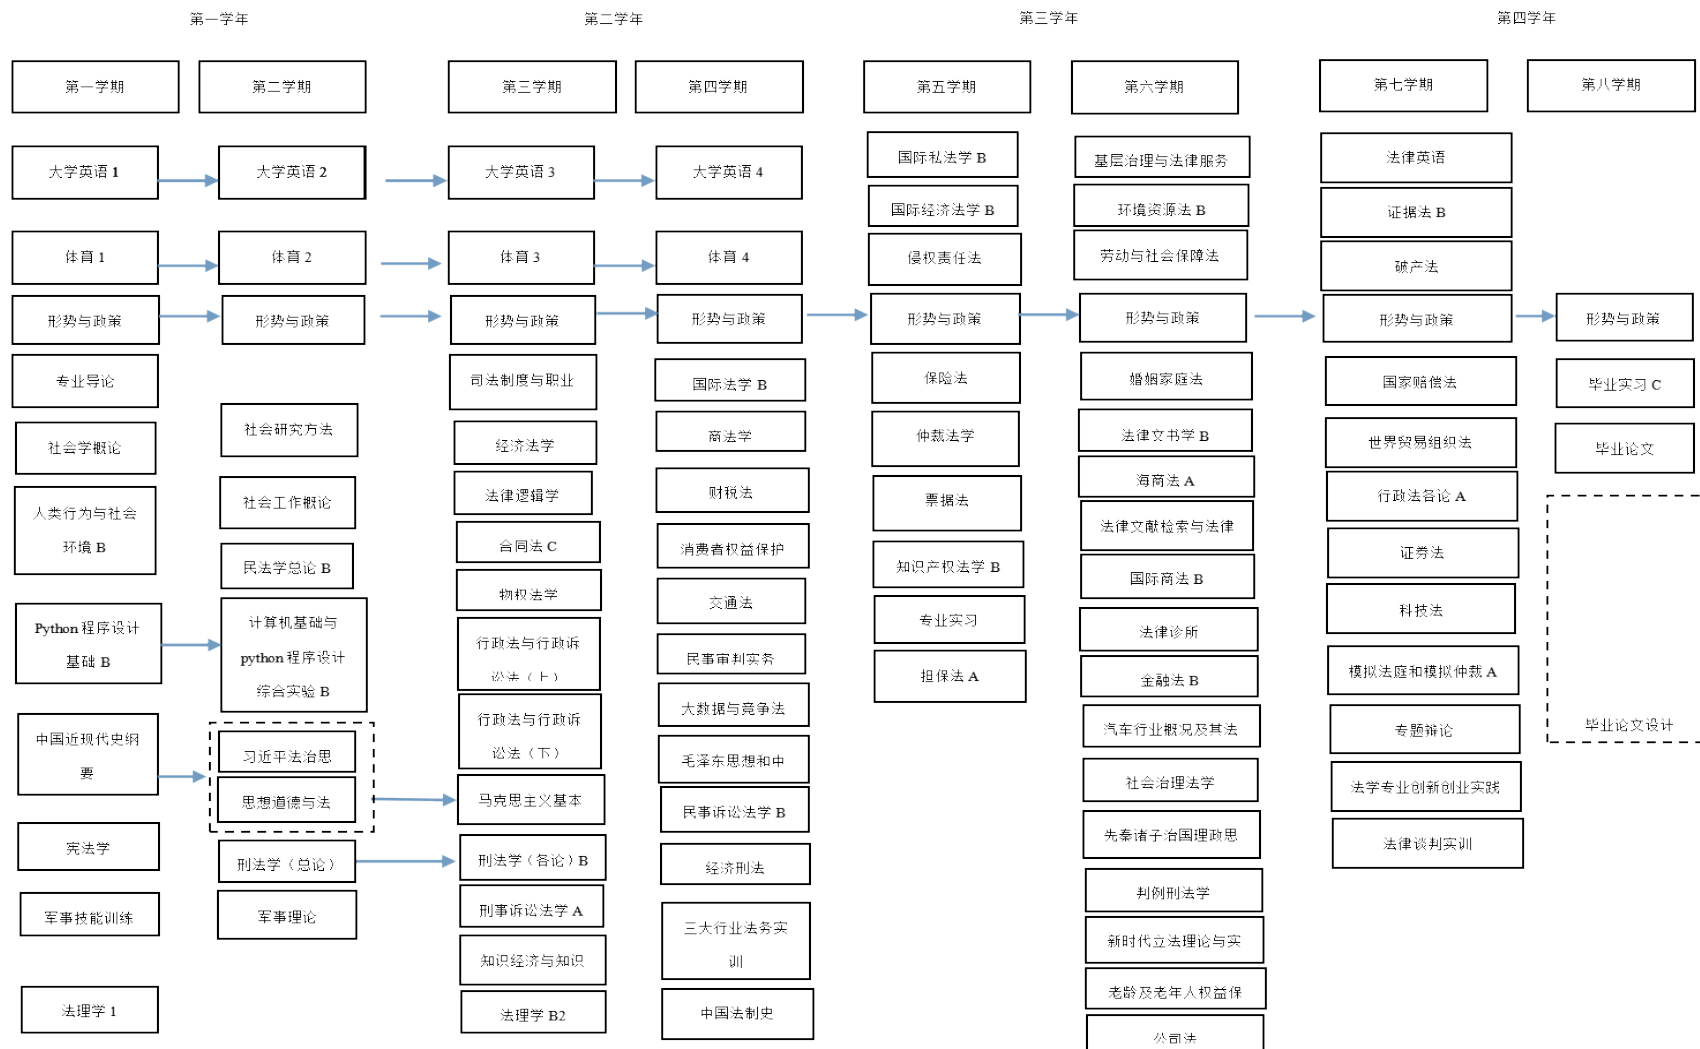 第一学年
第二学年
第三学年
第四学年
第一学期
第二学期
第三学期
第四学期
第五学期
第六学期
第七学期
第八学期
大学英语 1
体育 1
形势与政策
专业导论
社会学概论
人类行为与社会
环境 B
Python 程序设计
基础 B
中国近现代史纲
要
宪法学
军事技能训练
法理学 1
大学英语 2
体育 2
形势与政策
社会研究方法
社会工作概论
民法学总论 B
计算机基础与
python 程序设计
综合实验 B
习近平法治思
思想道德与法
刑法学（总论）
军事理论
大学英语 3
体育 3
形势与政策
司法制度与职业
经济法学
法律逻辑学
合同法 C
物权法学
行政法与行政诉
讼法（上）
行政法与行政诉
讼法（下）
马克思主义基本
刑法学（各论）B
刑事诉讼法学 A
知识经济与知识
法理学 B2
大学英语 4
体育 4
形势与政策
国际法学 B
商法学
财税法
消费者权益保护
交通法
民事审判实务
大数据与竞争法
毛泽东思想和中
民事诉讼法学 B
经济刑法
三大行业法务实
训
中国法制史
国际私法学 B
国际经济法学 B
侵权责任法
形势与政策
保险法
仲裁法学
票据法
知识产权法学 B
专业实习
担保法 A
基层治理与法律服务
环境资源法 B
劳动与社会保障法
形势与政策
婚姻家庭法
法律文书学 B
海商法 A
法律文献检索与法律
国际商法 B
法律诊所
金融法 B
汽车行业概况及其法
社会治理法学
先秦诸子治国理政思
判例刑法学
新时代立法理论与实
老龄及老年人权益保
公司法
法律英语
证据法 B
破产法
形势与政策
国家赔偿法
世界贸易组织法
行政法各论 A
证券法
科技法
模拟法庭和模拟仲裁 A
专题辩论
法学专业创新创业实践
法律谈判实训
形势与政策
毕业实习 C
毕业论文
毕业论文设计